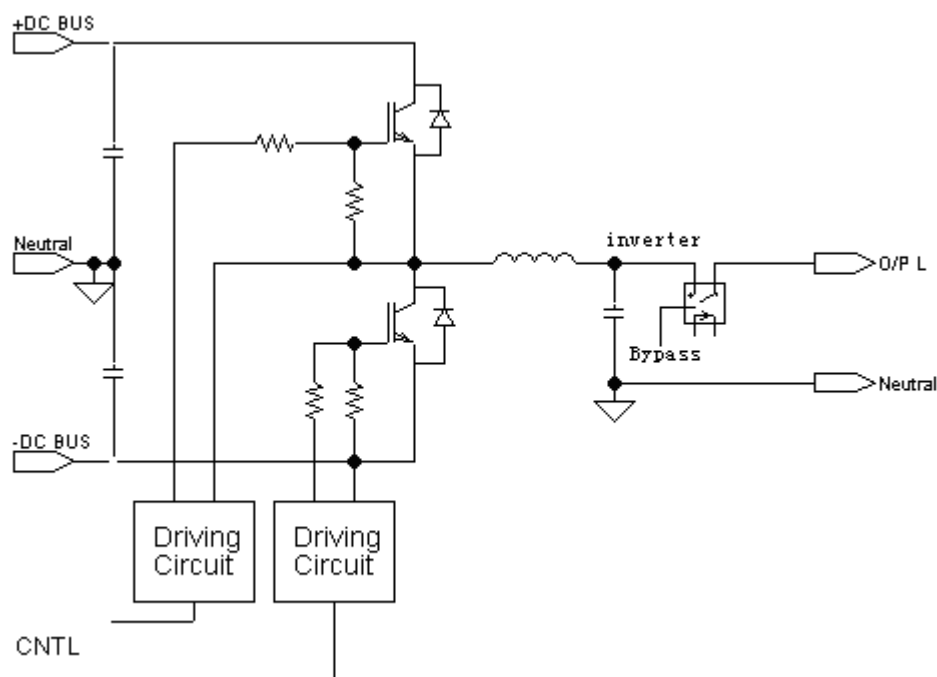 +DC BUS
Neutral
inverter
O/P L
Bypass
Neutral
-DC BUS
Driving
Circuit
Driving
Circuit
CNTL